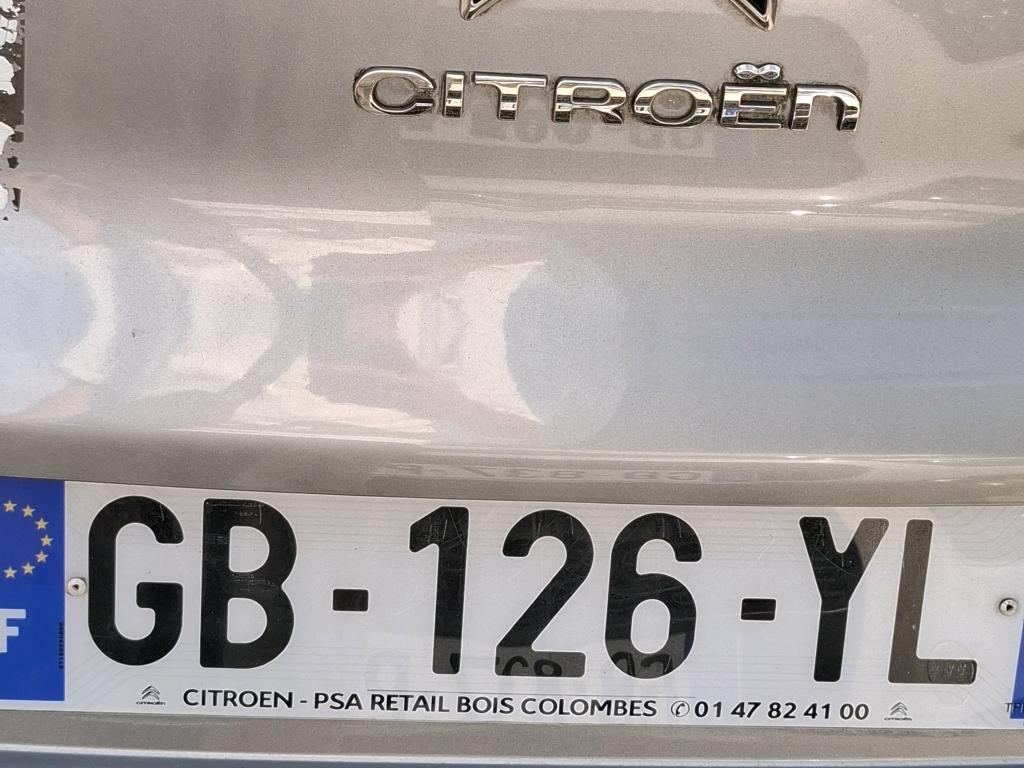 CITROËN
F
GB-126-YL
CITROEN - PSA RETAIL BOIS COLOMBES ✆ 01 47 82 41 00